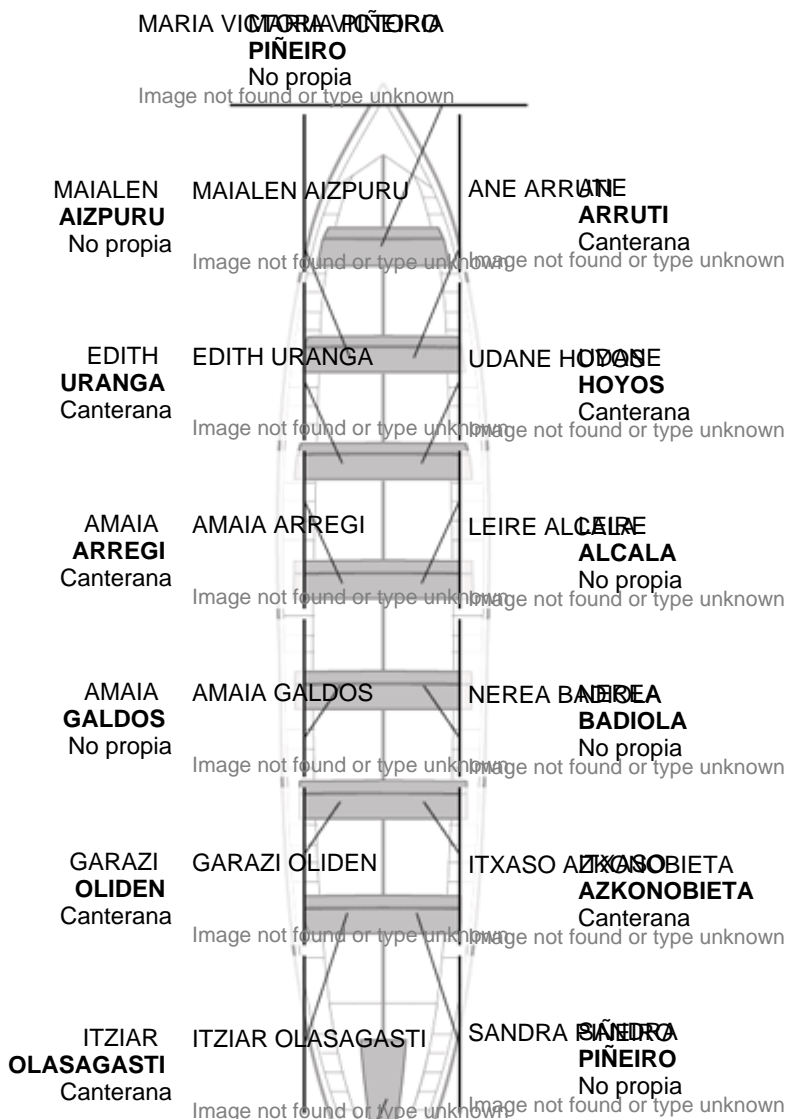 MARIA VICTORIA PIÑEIRO
MARIA VICTORIA
PIÑEIRO
No propia
Image not found or type unknown
MAIALEN
AIZPURU
No propia
MAIALEN AIZPURU
Image not found or type unknown
ANE ARRUTI
Image not found or type unknown
ANE
ARRUTI
Canterana
EDITH
URANGA
Canterana
EDITH URANGA
Image not found or type unknown
UDANE HOYOS
Image not found or type unknown
UDANE
HOYOS
Canterana
AMAIA
ARREGI
Canterana
AMAIA ARREGI
Image not found or type unknown
LEIRE ALCALA
Image not found or type unknown
LEIRE
ALCALA
No propia
AMAIA
GALDOS
No propia
AMAIA GALDOS
Image not found or type unknown
NEREA BADIOLA
Image not found or type unknown
NEREA
BADIOLA
No propia
GARAZI
OLIDEN
Canterana
GARAZI OLIDEN
Image not found or type unknown
ITXASO AZKONOBIETA
Image not found or type unknown
ITXASO
AZKONOBIETA
Canterana
ITZIAR
OLASAGASTI
Canterana
ITZIAR OLASAGASTI
Image not found or type unknown
SANDRA PIÑEIRO
Image not found or type unknown
SANDRA
PIÑEIRO
No propia